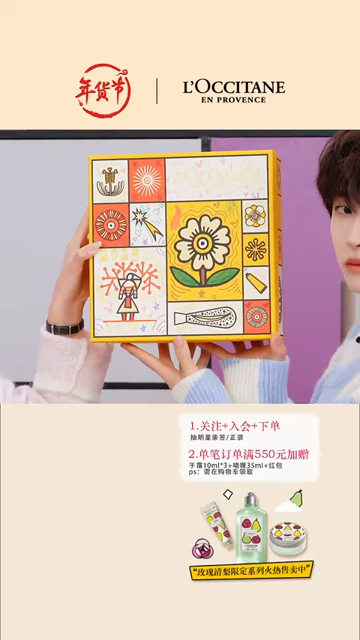 年货节
L'OCCITANE
EN PROVENCE
1.关注+入会+下单
抽明星亲签/正装
2.单笔订单满550元加赠
手霜10ml*3+啫喱35ml+红包
ps：需在购物车领取
“玫瑰清梨限定系列火热售卖中”